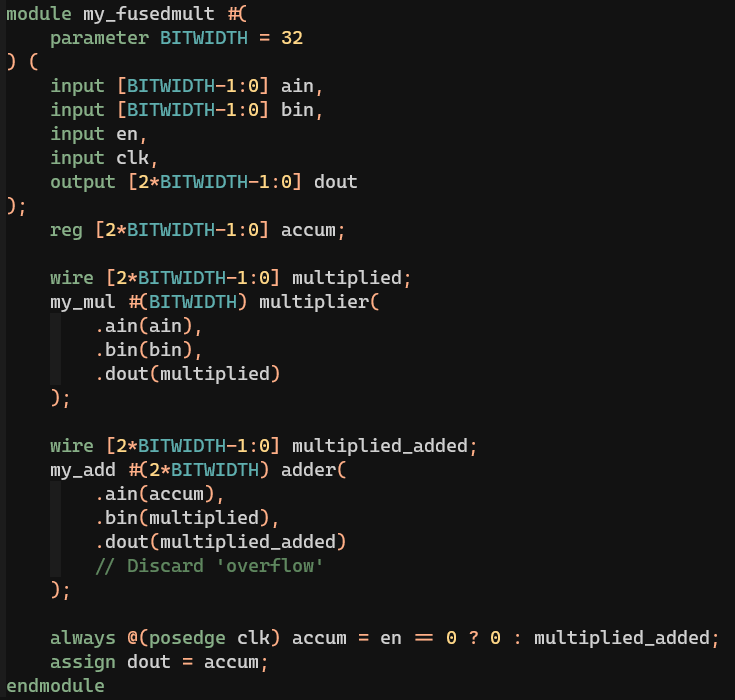 module my_fusedmult #(
    parameter BITWIDTH = 32
) (
    input [BITWIDTH-1:0] ain,
    input [BITWIDTH-1:0] bin,
    input en,
    input clk,
    output [2*BITWIDTH-1:0] dout
);
    reg [2*BITWIDTH-1:0] accum;

    wire [2*BITWIDTH-1:0] multiplied;
    my_mul #(BITWIDTH) multiplier(
        .ain(ain),
        .bin(bin),
        .dout(multiplied)
    );

    wire [2*BITWIDTH-1:0] multiplied_added;
    my_add #(2*BITWIDTH) adder(
        .ain(accum),
        .bin(multiplied),
        .dout(multiplied_added)
        // Discard 'overflow'
    );

    always @(posedge clk) accum = en == 0 ? 0 : multiplied_added;
    assign dout = accum;
endmodule